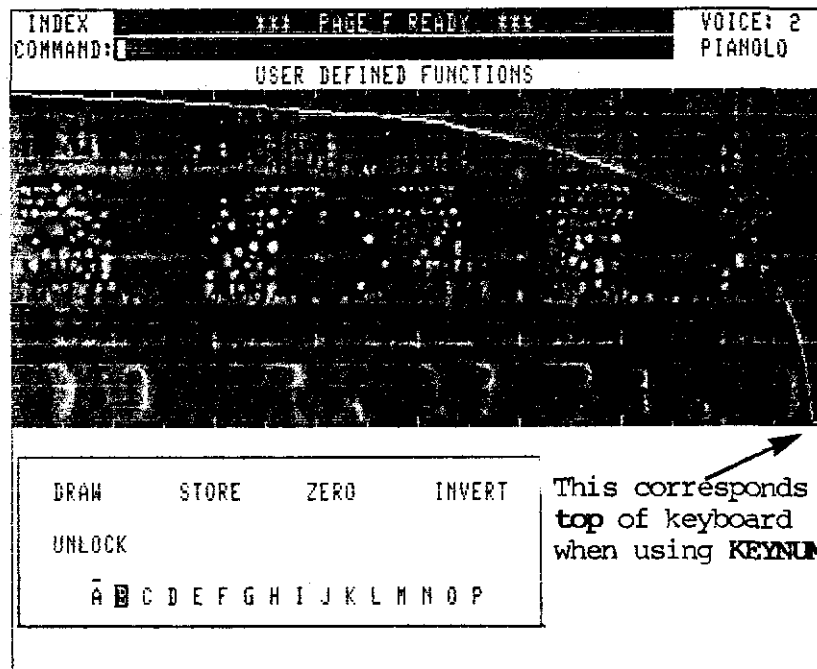 INDEX *** PAGE F READY *** VOICE: 2
COMMAND: PIANOLO
USER DEFINED FUNCTIONS
DRAW STORE ZERO INVERT
UNLOCK
A B C D E F G H I J K L M N O P
This corresponds
top of keyboard
when using KEYNUM